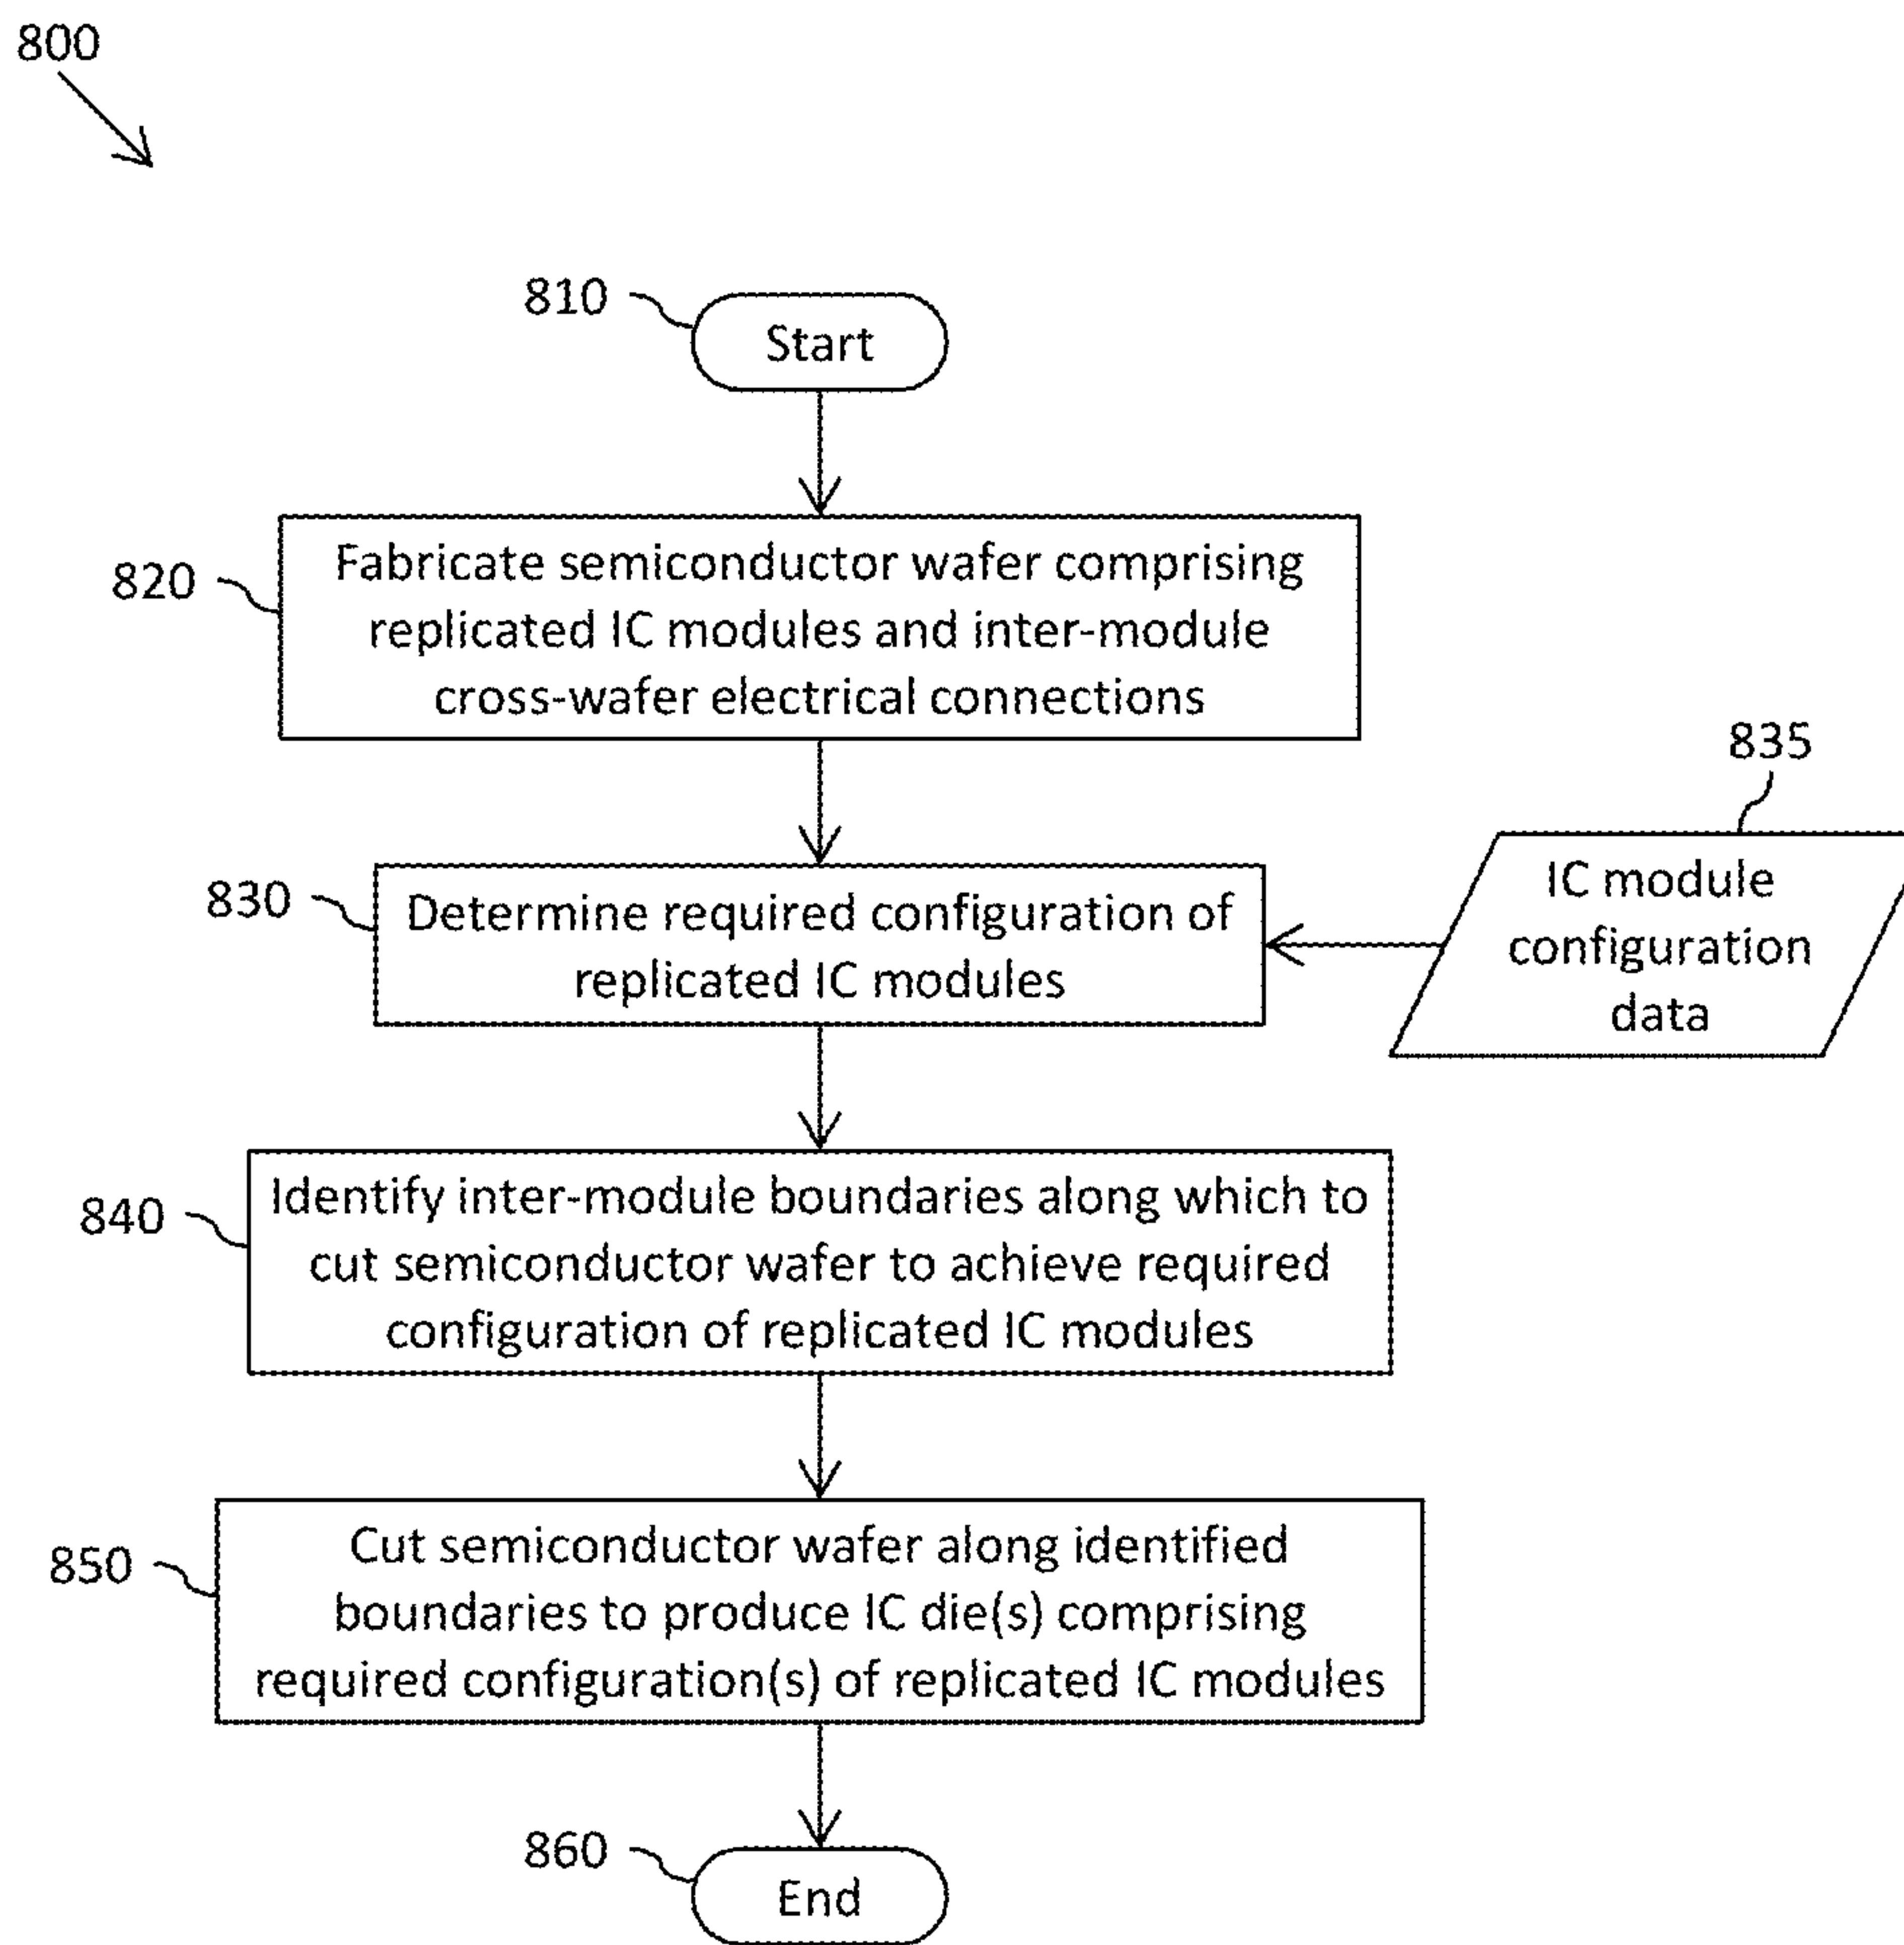 800
810
Start
820
Fabricate semiconductor wafer comprising
replicated IC modules and inter-module
cross-wafer electrical connections
835
830
Determine required configuration of
replicated IC modules
IC module
configuration
data
840
Identify inter-module boundaries along which to
cut semiconductor wafer to achieve required
configuration of replicated IC modules
850
Cut semiconductor wafer along identified
boundaries to produce IC die(s) comprising
required configuration(s) of replicated IC modules
860
End